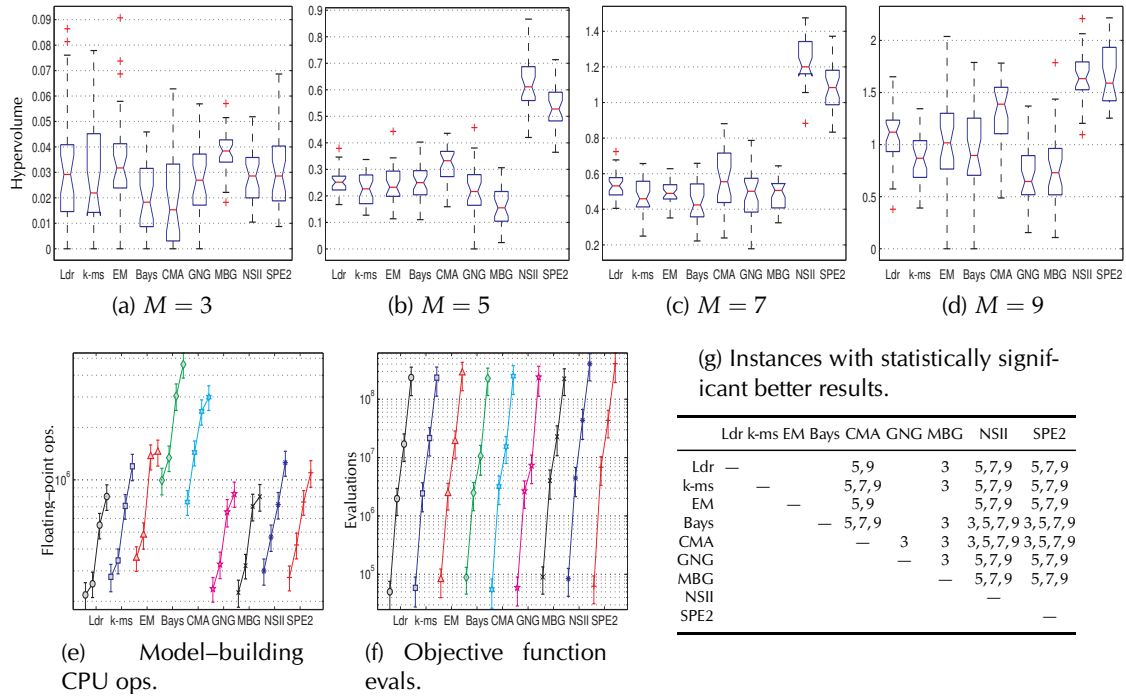 Hypervolume
0.09
0.08
0.07
0.06
0.05
0.04
0.03
0.02
0.01
0
Ldr k-ms EM Bays CMA GNG MBG NSII SPE2
(a) M = 3
0.9
0.8
0.7
0.6
0.5
0.4
0.3
0.2
0.1
0
Ldr k-ms EM Bays CMA GNG MBG NSII SPE2
(b) M = 5
1.4
1.2
1
0.8
0.6
0.4
0.2
Ldr k-ms EM Bays CMA GNG MBG NSII SPE2
(c) M = 7
2
1.5
1
0.5
0
Ldr k-ms EM Bays CMA GNG MBG NSII SPE2
(d) M = 9
Floating-point ops.
10^6
Ldr k-ms EM Bays CMA GNG MBG NSII SPE2
(e) Model–building
CPU ops.
Evaluations
10^8
10^7
10^6
10^5
Ldr k-ms EM Bays CMA GNG MBG NSII SPE2
(f) Objective function
evals.
(g) Instances with statistically signif-
icant better results.
Ldr k-ms EM Bays CMA GNG MBG NSII SPE2
Ldr — 5,9 3 5,7,9 5,7,9
k-ms — 5,7,9 3 5,7,9 5,7,9
EM — 5,9 5,7,9 5,7,9
Bays — 5,7,9 3 3,5,7,9 3,5,7,9
CMA — 3 3 3,5,7,9 3,5,7,9
GNG — 3 5,7,9 5,7,9
MBG — 5,7,9 5,7,9
NSII —
SPE2 —